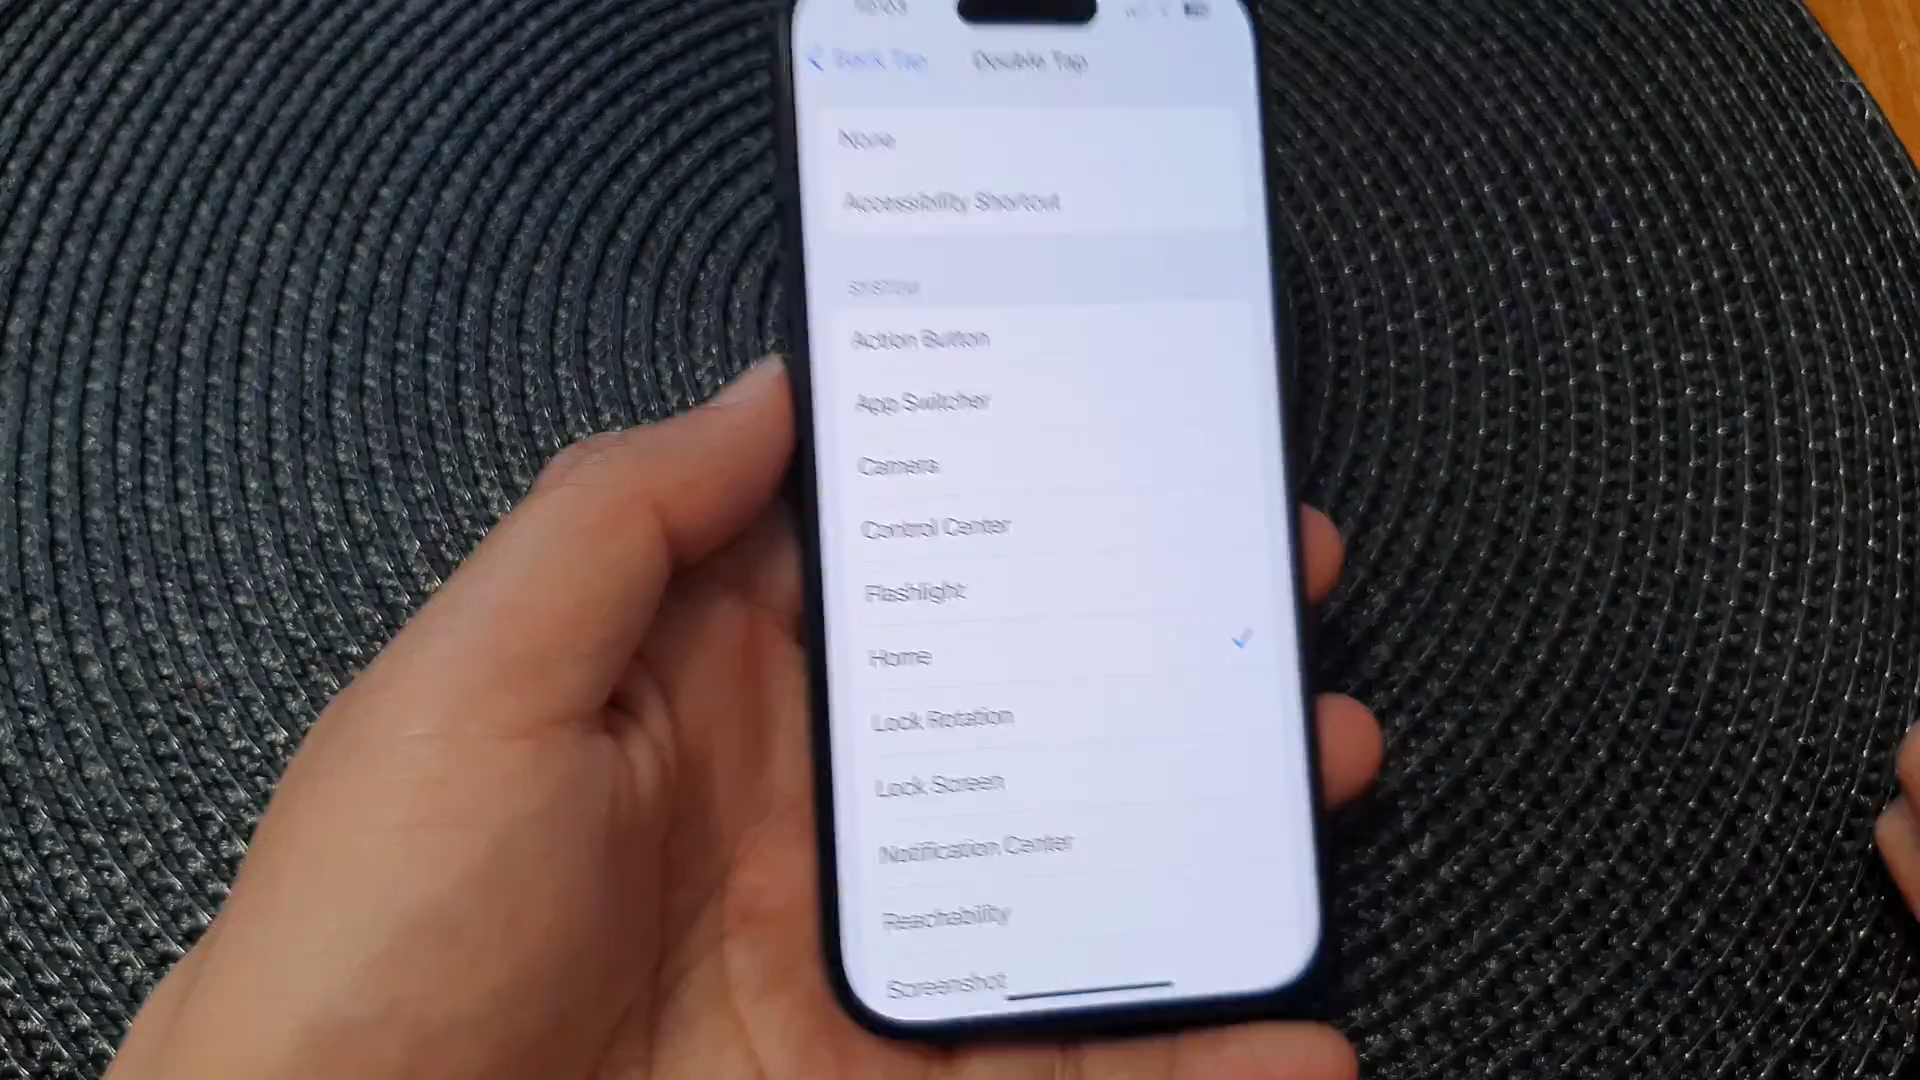 Back Tap
Double Tap
None
Accessibility Shortcut
SYSTEM
Action Button
App Switcher
Camera
Control Center
Flashlight
Home
Lock Rotation
Lock Screen
Notification Center
Reachability
Screenshot